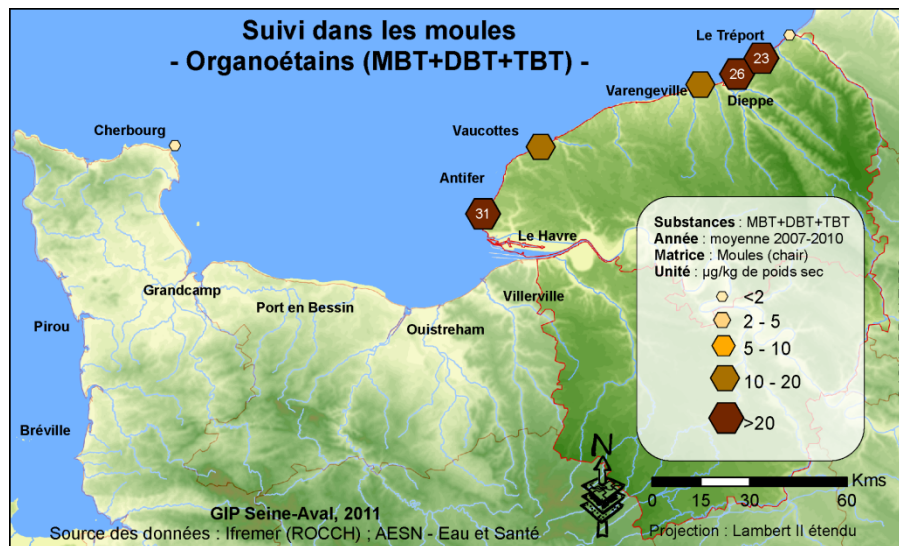 Suivi dans les moules
- Organoétains (MBT+DBT+TBT) -
Le Tréport
23
26
Varengeville
Dieppe
Cherbourg
Vaucottes
Antifer
31
Le Havre
Substances : MBT+DBT+TBT
Année : moyenne 2007-2010
Matrice : Moules (chair)
Unité : µg/kg de poids sec
<2
2 - 5
5 - 10
10 - 20
>20
Grandcamp
Port en Bessin
Villerville
Pirou
Ouistreham
Bréville
N
Kms
0 15 30 60
GIP Seine-Aval, 2011
Source des données : Ifremer (ROCCH) ; AESN - Eau et Santé
Projection : Lambert II étendu